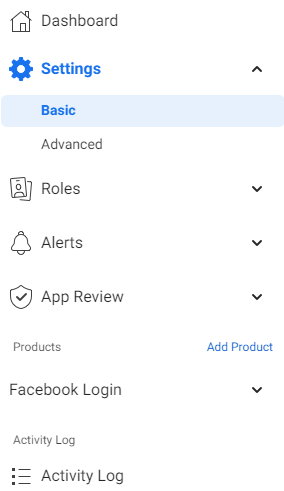 Dashboard
Settings
Basic
Advanced
Roles
Alerts
App Review
Products Add Product
Facebook Login
Activity Log
Activity Log